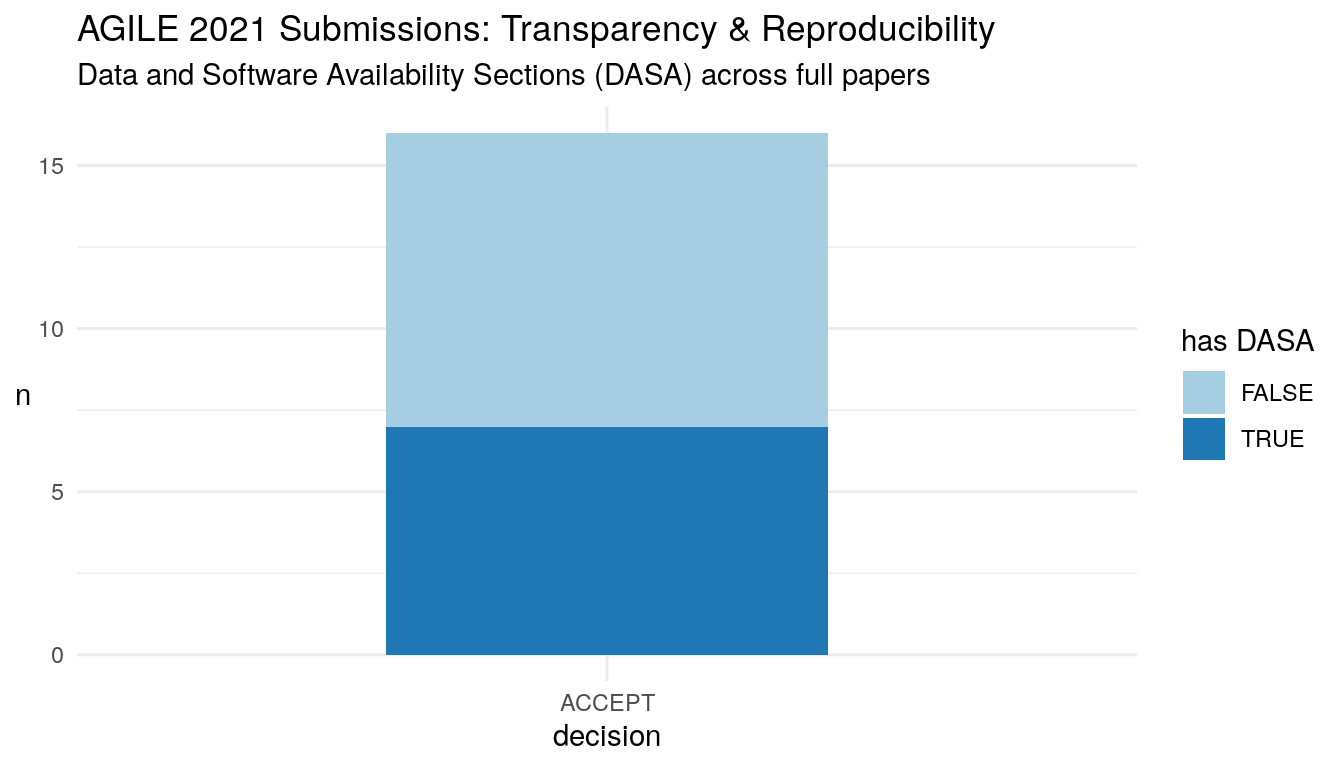 AGILE 2021 Submissions: Transparency & Reproducibility
Data and Software Availability Sections (DASA) across full papers
15
10
5
0
n
ACCEPT
decision
has DASA
FALSE
TRUE